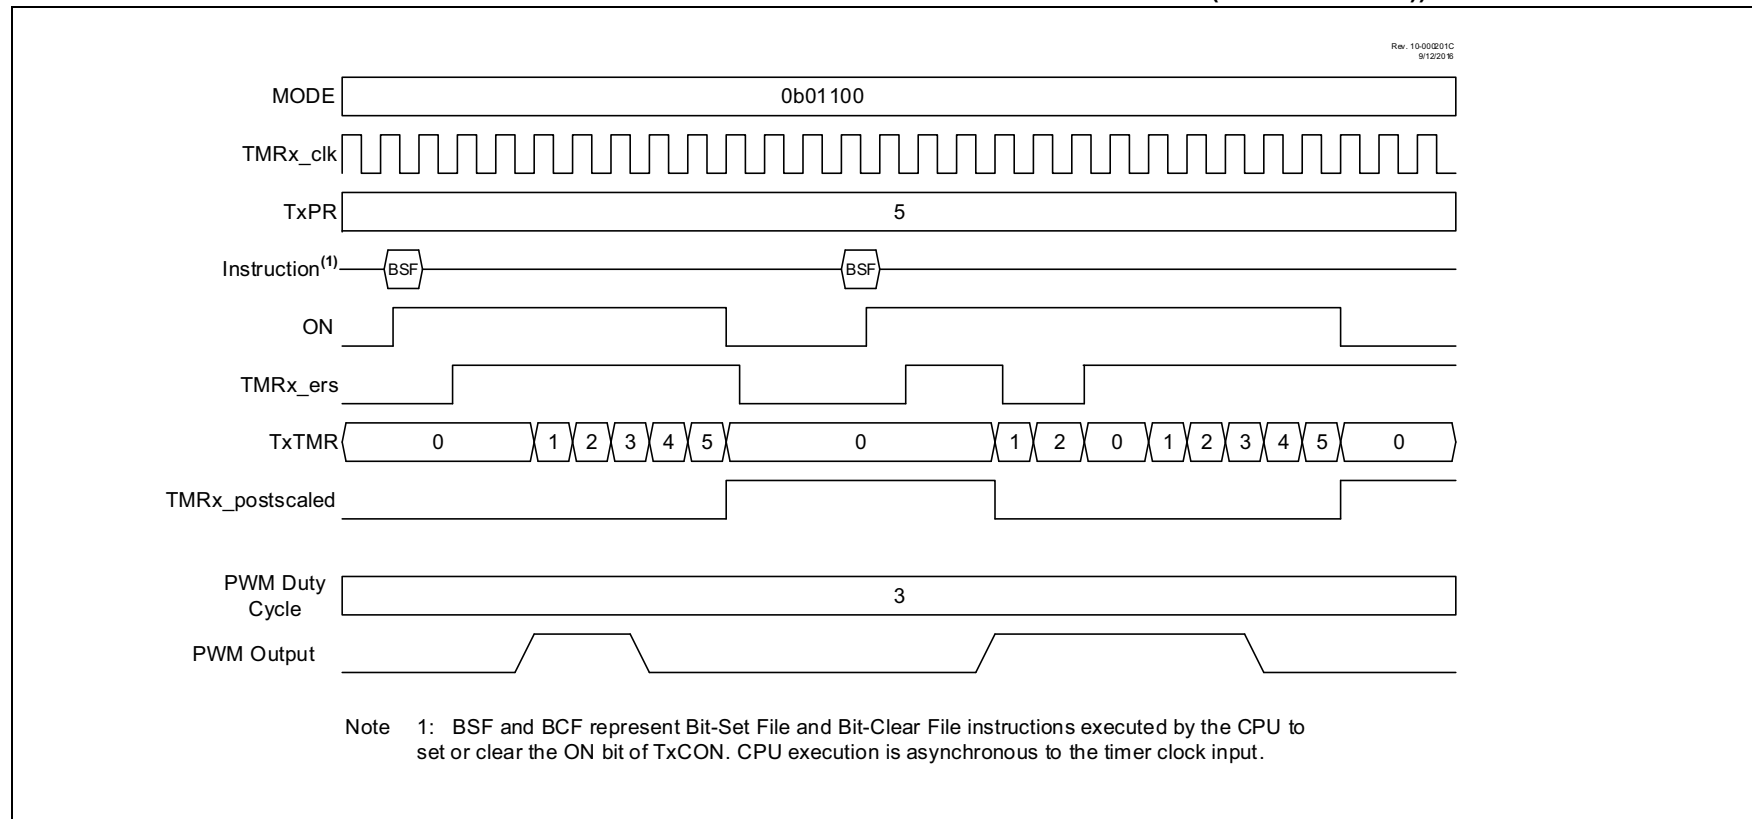 Rev. 10-000201C
9/12/2016
MODE 0b01100
TMRx_clk
TxPR 5
Instruction(1) BSF BSF
ON
TMRx_ers
TxTMR 0 1 2 3 4 5 0 1 2 0 1 2 3 4 5 0
TMRx_postscaled
PWM Duty
Cycle 3
PWM Output
Note 1: BSF and BCF represent Bit-Set File and Bit-Clear File instructions executed by the CPU to
set or clear the ON bit of TxCON. CPU execution is asynchronous to the timer clock input.